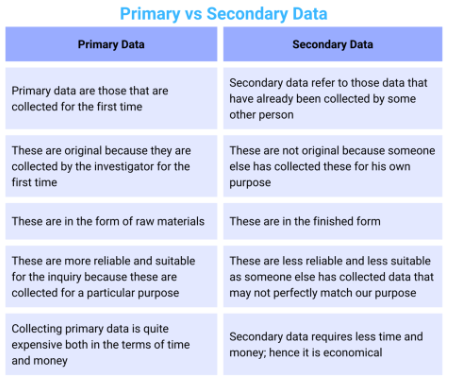 Primary vs Secondary Data
Primary Data
Secondary Data
Primary data are those that are
collected for the first time
Secondary data refer to those data that
have already been collected by some
other person
These are original because they are
collected by the investigator for the
first time
These are not original because someone
else has collected these for his own
purpose
These are in the form of raw materials
These are in the finished form
These are more reliable and suitable
for the inquiry because these are
collected for a particular purpose
These are less reliable and less suitable
as someone else has collected data that
may not perfectly match our purpose
Collecting primary data is quite
expensive both in the terms of time
and money
Secondary data requires less time and
money; hence it is economical